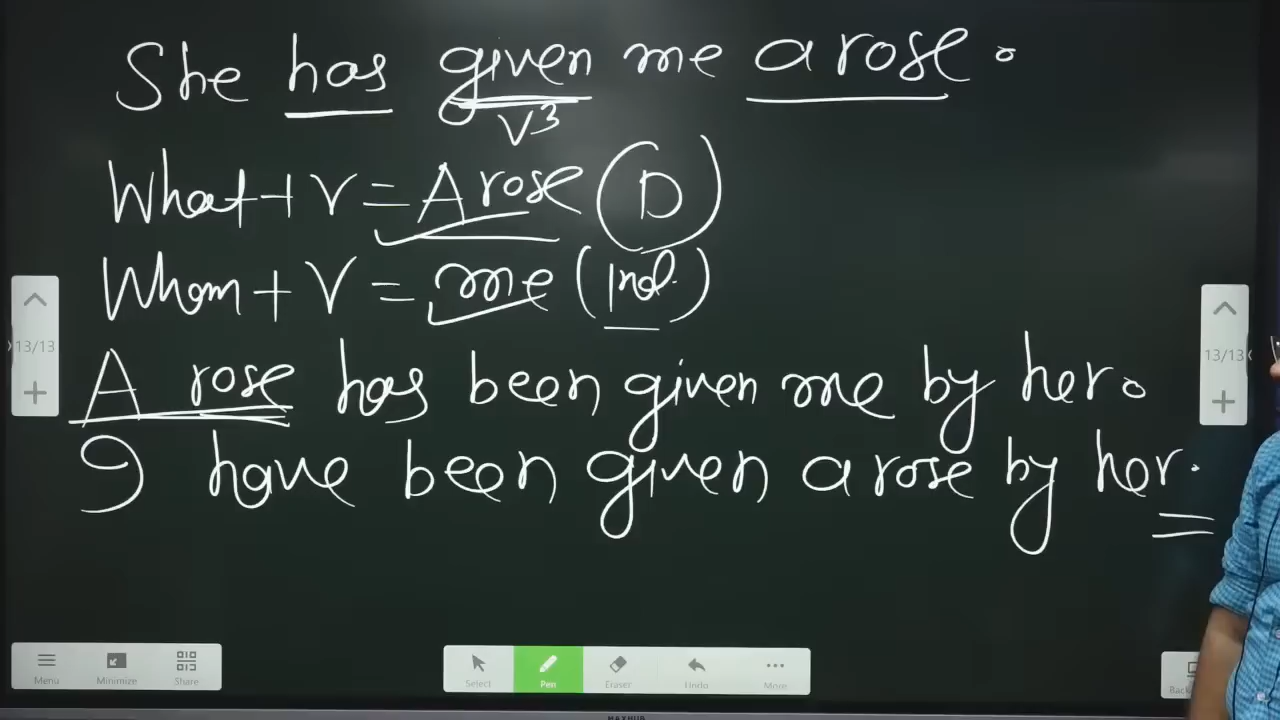 She has given me a rose.
V3
What + V = A rose (D)
Whom + V = me (Ind.)
A rose has been given me by her.
I have been given a rose by her.
13/13
13/13
Menu
Minimize
Share
Select
Pen
Eraser
Undo
More
MAXHUB